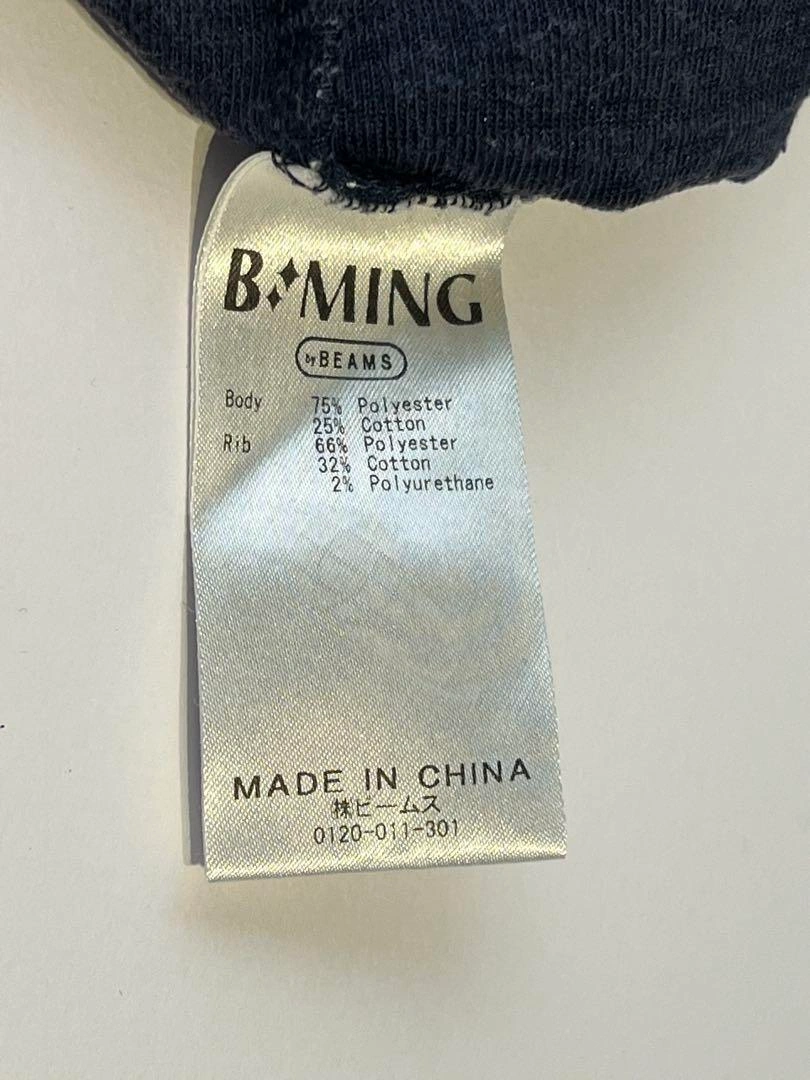 B MING
by BEAMS
Body 75% Polyester
25% Cotton
Rib 66% Polyester
32% Cotton
2% Polyurethane
MADE IN CHINA
㈱ビームス
0120-011-301